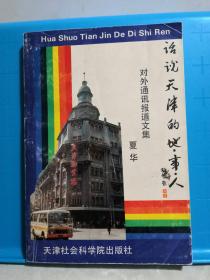 Hua Shuo Tian Jin De Di Shi Ren
话说天津的地·事·人
对外通讯报道文集
夏华
天津社会科学院出版社